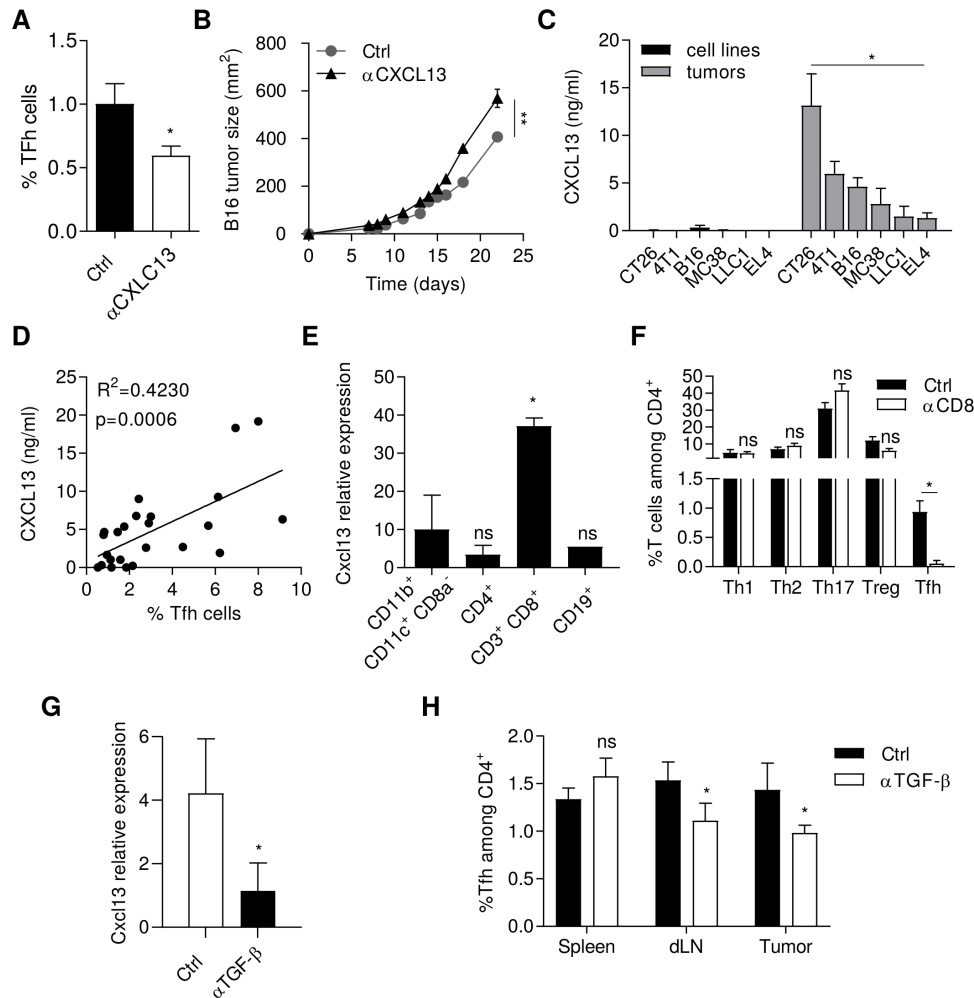 A
% TFh cells
1.5
1.0
0.5
0.0
*
Ctrl
αCXLC13
B
B16 tumor size (mm²)
800
600
400
200
0
Ctrl
αCXCL13
**
0 5 10 15 20 25
Time (days)
C
CXCL13 (ng/ml)
20
15
10
5
0
cell lines
tumors
*
CT26 4T1 B16 MC38 LLC1 EL4 CT26 4T1 B16 MC38 LLC1 EL4
D
CXCL13 (ng/ml)
25
20
15
10
5
0
R²=0.4230
p=0.0006
0 2 4 6 8 10
% Tfh cells
E
Cxcl13 relative expression
50
40
30
20
10
0
ns * ns
CD11b⁺
CD11c⁺ CD8a⁻
CD4⁺
CD3⁺ CD8⁺
CD19⁺
F
%T cells among CD4⁺
50
40
30
20
10
1.5
1.0
0.5
0.0
ns ns ns ns *
Ctrl
αCD8
Th1 Th2 Th17 Treg Tfh
G
Cxcl13 relative expression
6
4
2
0
*
Ctrl
αTGF-β
H
%Tfh among CD4⁺
2.0
1.5
1.0
0.5
0.0
ns * *
Ctrl
αTGF-β
Spleen dLN Tumor